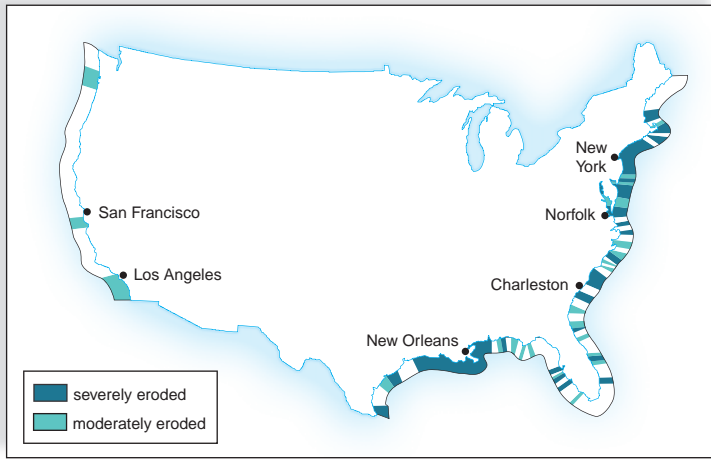 New
York
San Francisco
Norfolk
Los Angeles
Charleston
New Orleans
severely eroded
moderately eroded